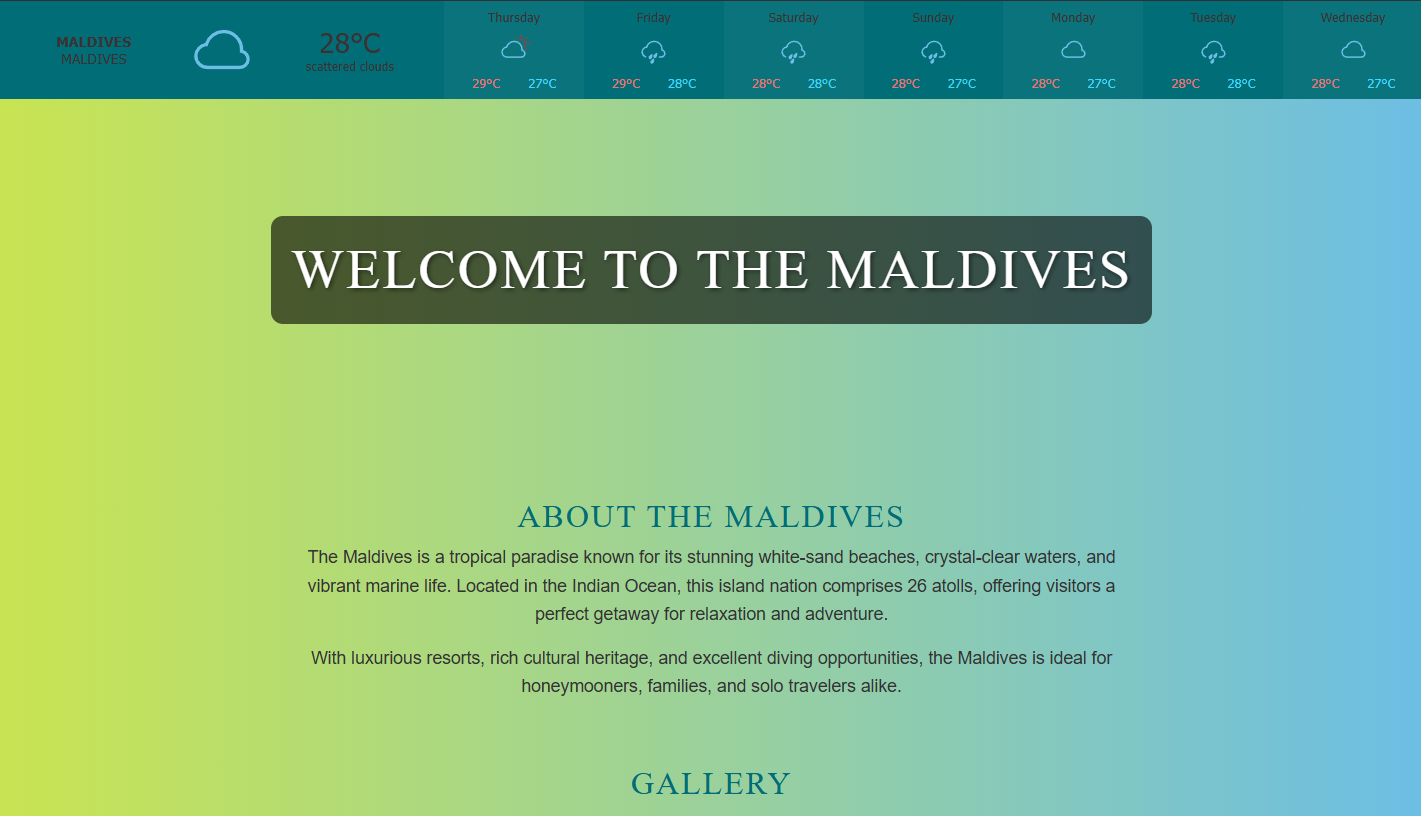 MALDIVES
MALDIVES
28°C
scattered clouds
Thursday
29°C 27°C
Friday
29°C 28°C
Saturday
28°C 28°C
Sunday
28°C 27°C
Monday
28°C 27°C
Tuesday
28°C 28°C
Wednesday
28°C 27°C
WELCOME TO THE MALDIVES
ABOUT THE MALDIVES
The Maldives is a tropical paradise known for its stunning white-sand beaches, crystal-clear waters, and
vibrant marine life. Located in the Indian Ocean, this island nation comprises 26 atolls, offering visitors a
perfect getaway for relaxation and adventure.
With luxurious resorts, rich cultural heritage, and excellent diving opportunities, the Maldives is ideal for
honeymooners, families, and solo travelers alike.
GALLERY